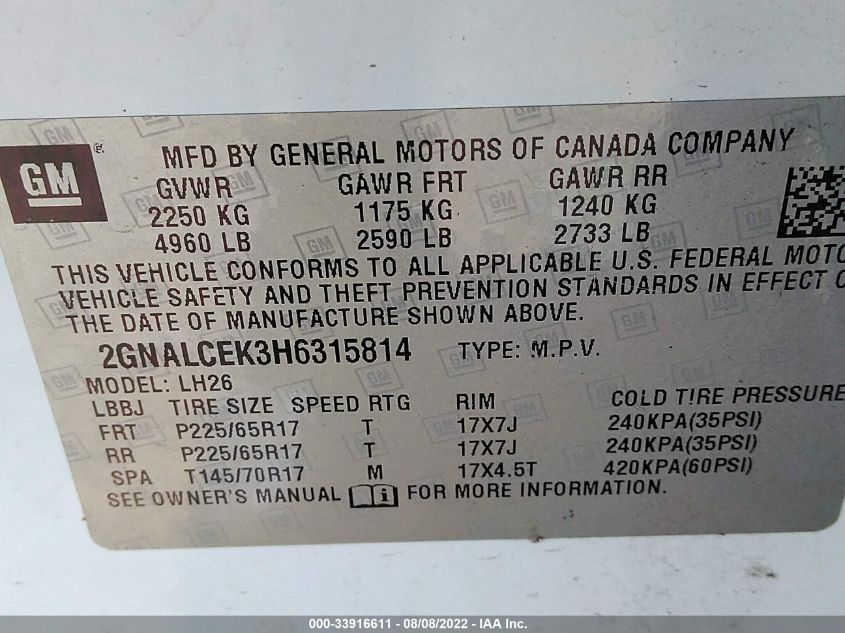 GM ®
MFD BY GENERAL MOTORS OF CANADA COMPANY
GVWR GAWR FRT GAWR RR
2250 KG 1175 KG 1240 KG
4960 LB 2590 LB 2733 LB
THIS VEHICLE CONFORMS TO ALL APPLICABLE U.S. FEDERAL MOTO
VEHICLE SAFETY AND THEFT PREVENTION STANDARDS IN EFFECT O
THE DATE OF MANUFACTURE SHOWN ABOVE.
2GNALCEK3H6315814 TYPE: M.P.V.
MODEL: LH26
LBBJ TIRE SIZE SPEED RTG RIM COLD TIRE PRESSURE
FRT P225/65R17 T 17X7J 240KPA(35PSI)
RR P225/65R17 T 17X7J 240KPA(35PSI)
SPA T145/70R17 M 17X4.5T 420KPA(60PSI)
SEE OWNER'S MANUAL i FOR MORE INFORMATION.
000-33916611 - 08/08/2022 - IAA Inc.